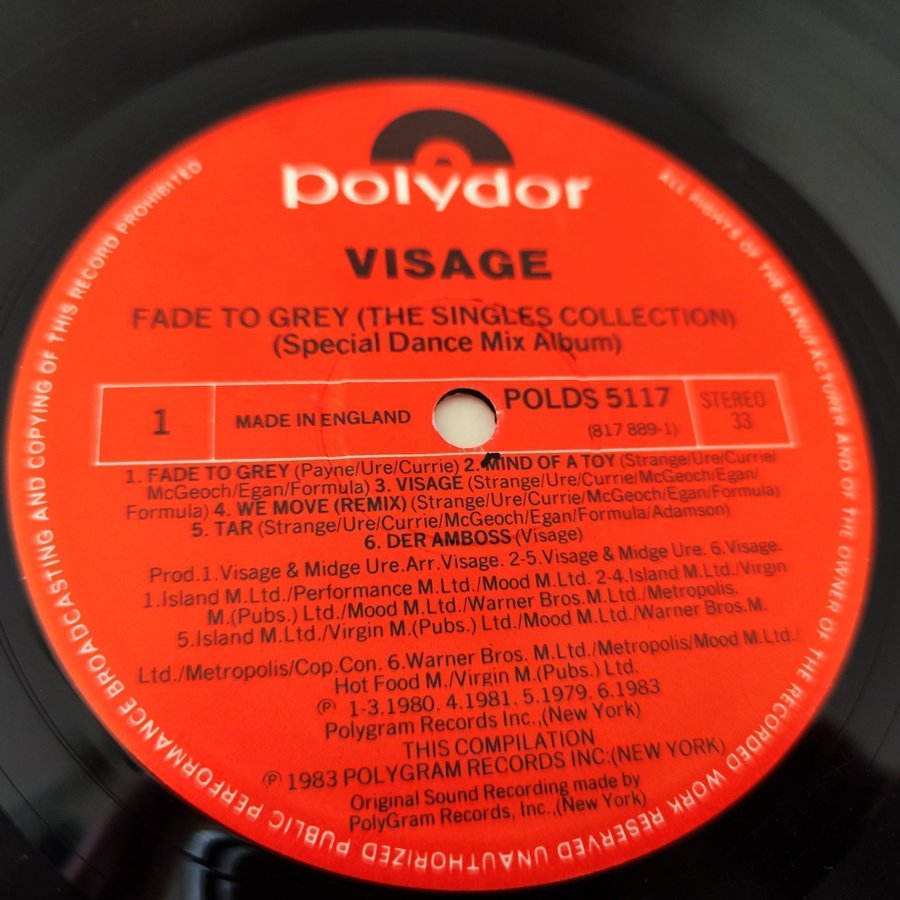 polydor
VISAGE
FADE TO GREY (THE SINGLES COLLECTION)
(Special Dance Mix Album)
1
MADE IN ENGLAND
POLDS 5117
(817 889-1)
STEREO
33
1. FADE TO GREY (Payne/Ure/Currie) 2. MIND OF A TOY (Strange/Ure/Currie/
McGeoch/Egan/Formula) 3. VISAGE (Strange/Ure/Currie/McGeoch/Egan/
Formula) 4. WE MOVE (REMIX) (Strange/Ure/Currie/McGeoch/Egan/Formula)
5. TAR (Strange/Ure/Currie/McGeoch/Egan/Formula/Adamson)
6. DER AMBOSS (Visage)
Prod.1.Visage & Midge Ure.Arr.Visage. 2-5.Visage & Midge Ure. 6.Visage.
1.Island M.Ltd./Performance M.Ltd./Mood M.Ltd. 2-4.Island M.Ltd./Virgin
M.(Pubs.) Ltd./Mood M.Ltd./Warner Bros.M.Ltd./Metropolis.
5.Island M.Ltd./Virgin M.(Pubs.) Ltd./Mood M.Ltd./Warner Bros.M.
Ltd./Metropolis/Cop.Con. 6.Warner Bros. M.Ltd./Metropolis/Mood M.Ltd./
Hot Food M./Virgin M.(Pubs.) Ltd.
℗ 1-3.1980. 4.1981. 5.1979. 6.1983
Polygram Records Inc.,(New York)
THIS COMPILATION
℗ 1983 POLYGRAM RECORDS INC:(NEW YORK)
Original Sound Recording made by
PolyGram Records, Inc.,(New York)
ALL RIGHTS OF THE MANUFACTURER AND OF THE OWNER OF THE RECORDED WORK RESERVED UNAUTHORIZED PUBLIC PERFORMANCE BROADCASTING AND COPYING OF THIS RECORD PROHIBITED